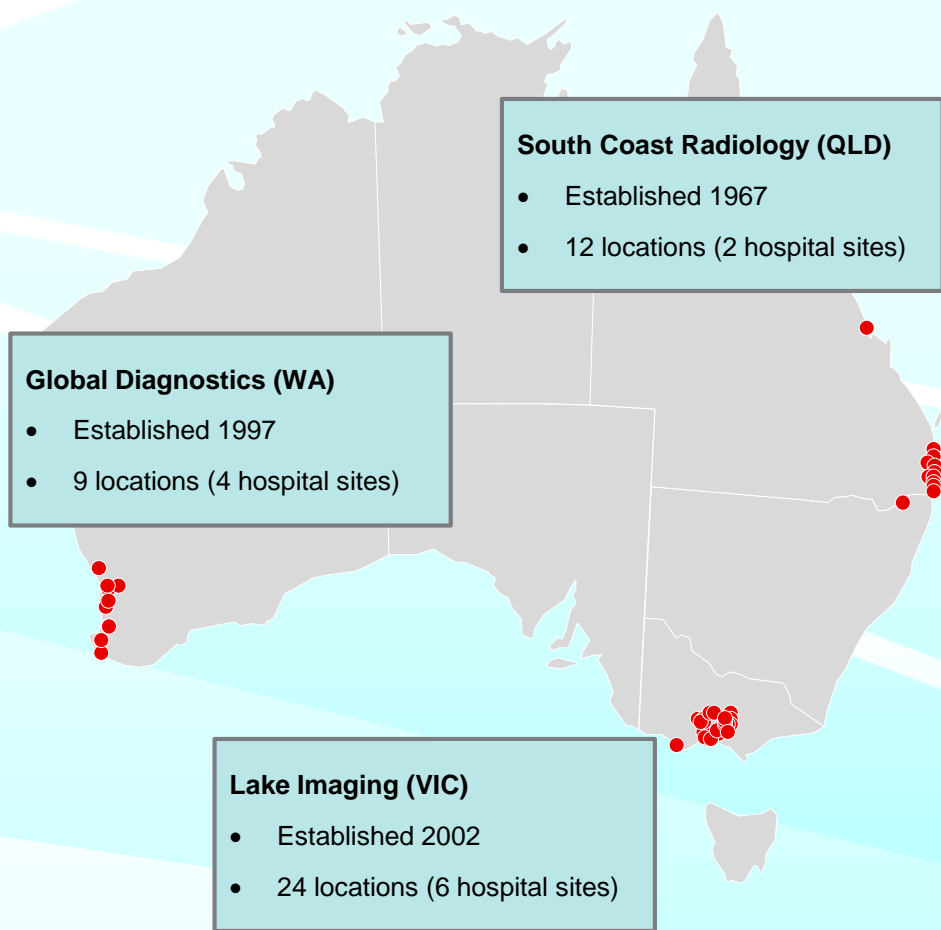 South Coast Radiology (QLD)
• Established 1967
• 12 locations (2 hospital sites)
Global Diagnostics (WA)
• Established 1997
• 9 locations (4 hospital sites)
Lake Imaging (VIC)
• Established 2002
• 24 locations (6 hospital sites)